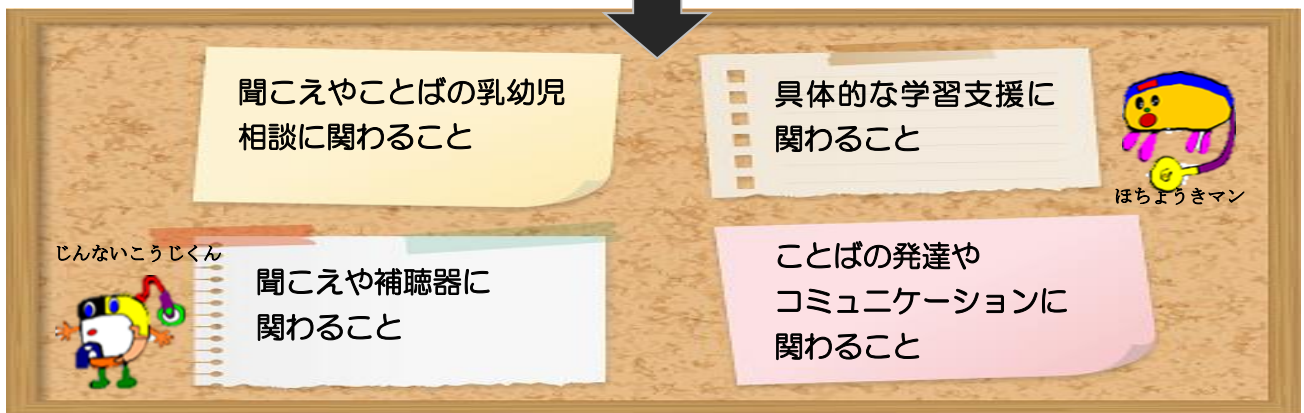 聞こえやことばの乳幼児
相談に関わること
具体的な学習支援に
関わること
ほちょうきマン
じんないこうじくん
聞こえや補聴器に
関わること
ことばの発達や
コミュニケーションに
関わること